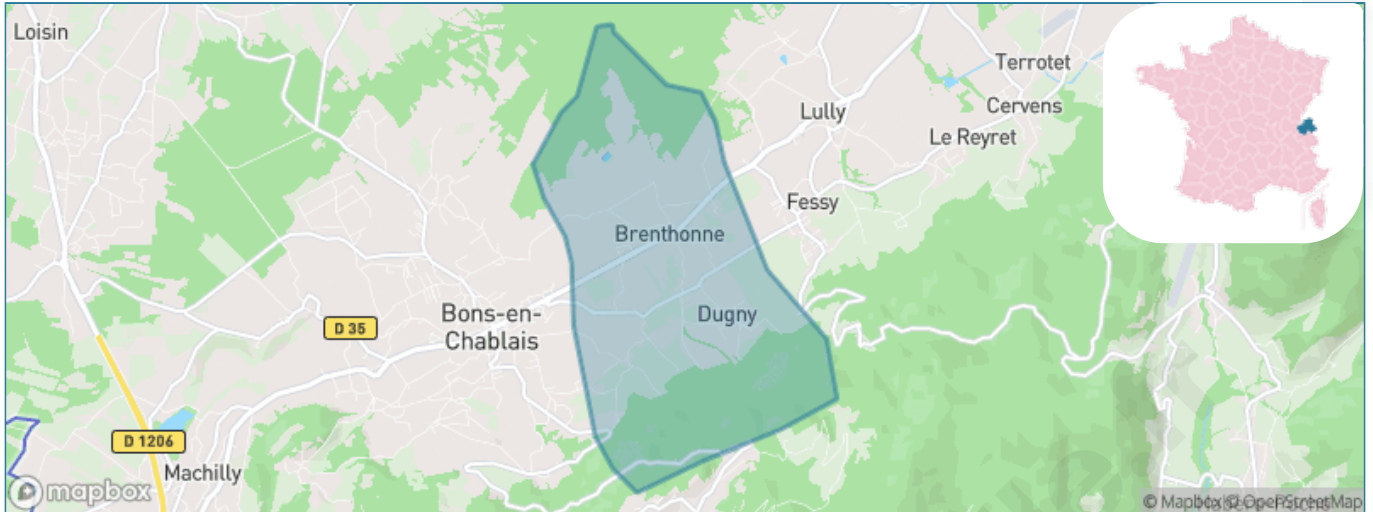 Loisin
Terrotet
Cervens
Lully
Le Reyret
Fessy
Brenthonne
Bons-en-
Chablais
Dugny
D 35
D 1206
Machilly
mapbox
© Mapbox © OpenStreetMap